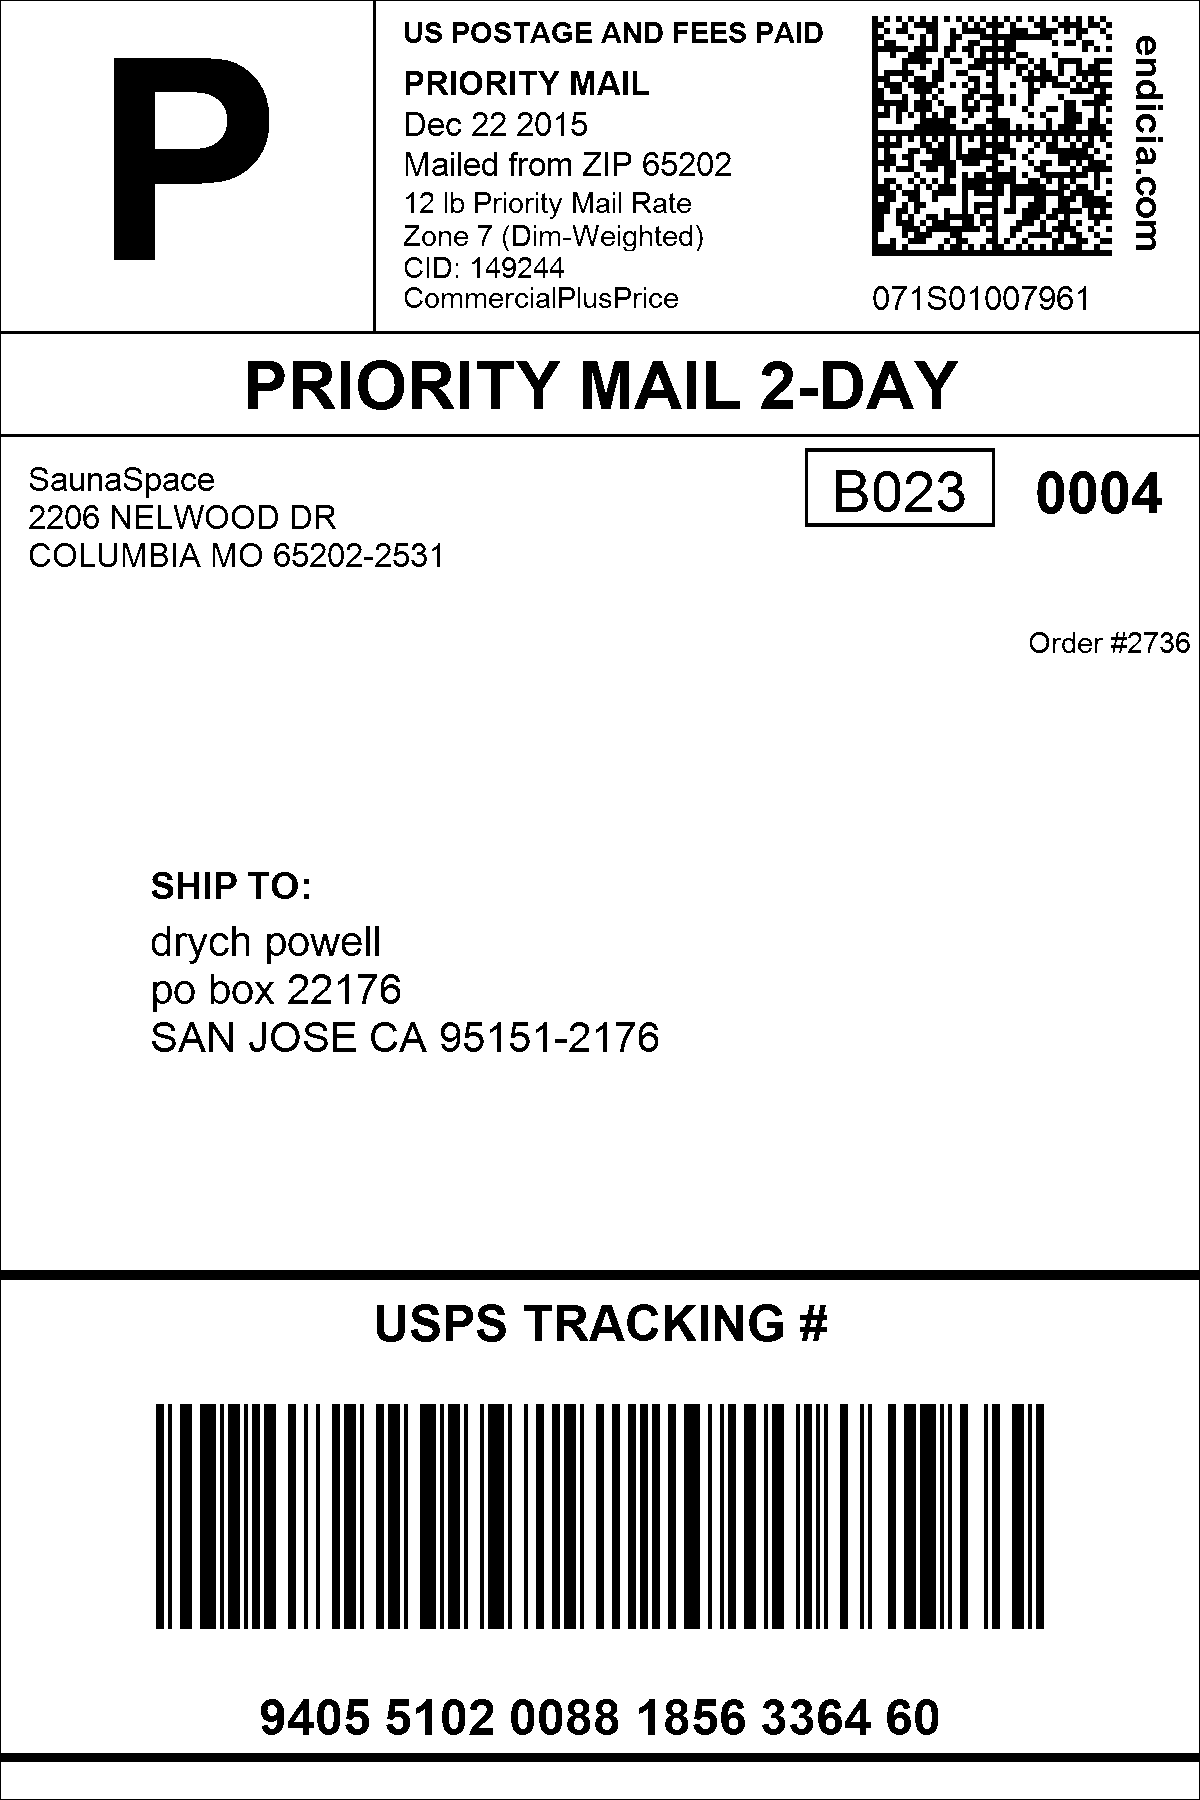 P
US POSTAGE AND FEES PAID
PRIORITY MAIL
Dec 22 2015
Mailed from ZIP 65202
12 lb Priority Mail Rate
Zone 7 (Dim-Weighted)
CID: 149244
CommercialPlusPrice
endicia.com
071S01007961
PRIORITY MAIL 2-DAY
SaunaSpace
2206 NELWOOD DR
COLUMBIA MO 65202-2531
B023 0004
Order #2736
SHIP TO:
drych powell
po box 22176
SAN JOSE CA 95151-2176
USPS TRACKING #
9405 5102 0088 1856 3364 60